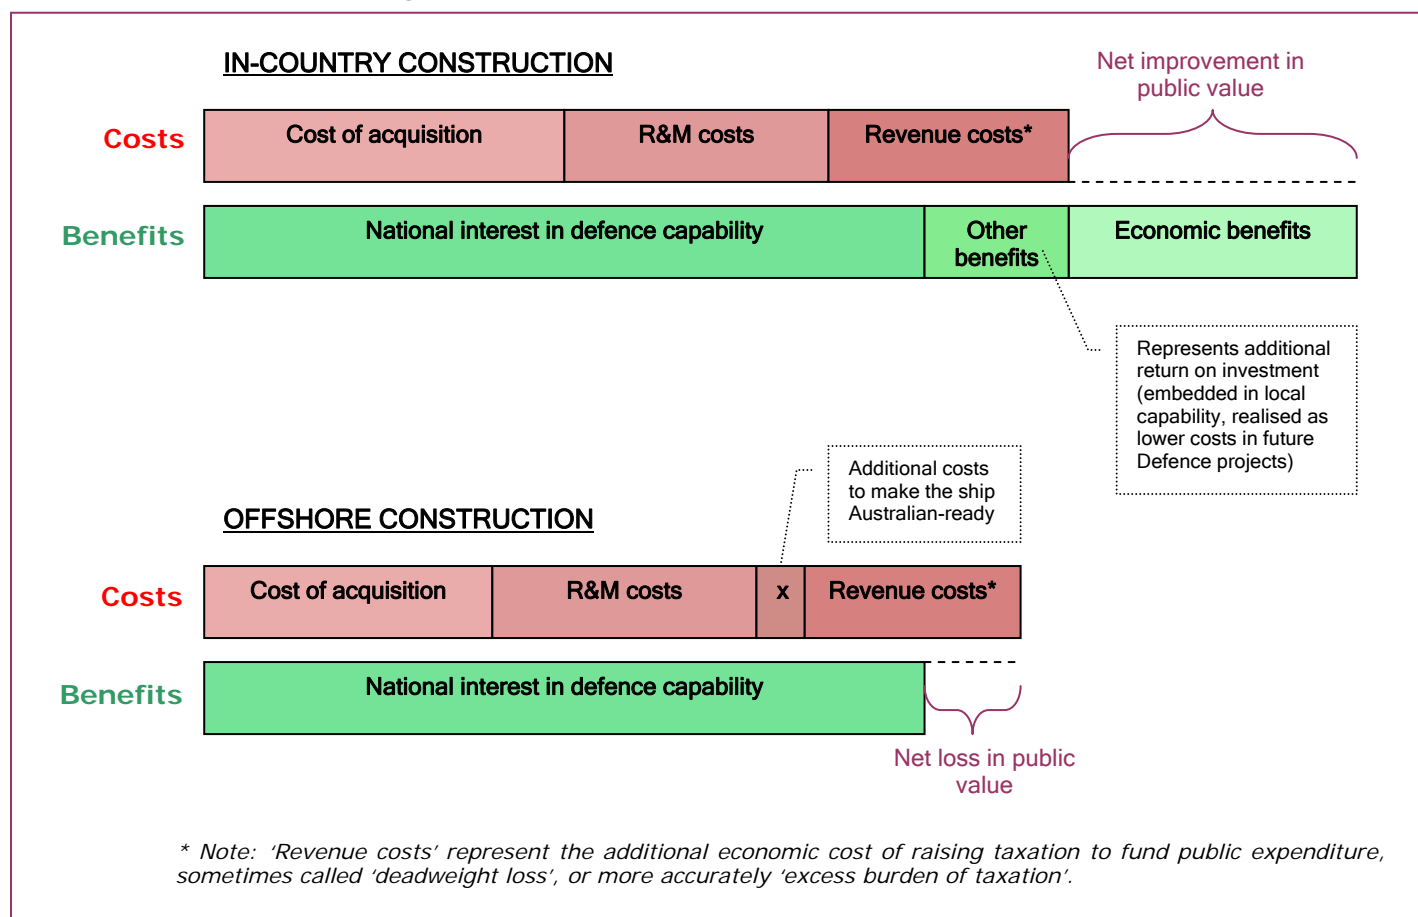 IN-COUNTRY CONSTRUCTION
Net improvement in
public value
Costs
Cost of acquisition
R&M costs
Revenue costs*
Benefits
National interest in defence capability
Other
benefits
Economic benefits
Represents additional
return on investment
(embedded in local
capability, realised as
lower costs in future
Defence projects)
Additional costs
to make the ship
Australian-ready
OFFSHORE CONSTRUCTION
Costs
Cost of acquisition
R&M costs
x
Revenue costs*
Benefits
National interest in defence capability
Net loss in public
value
* Note: ‘Revenue costs’ represent the additional economic cost of raising taxation to fund public expenditure,
sometimes called ‘deadweight loss’, or more accurately ‘excess burden of taxation’.